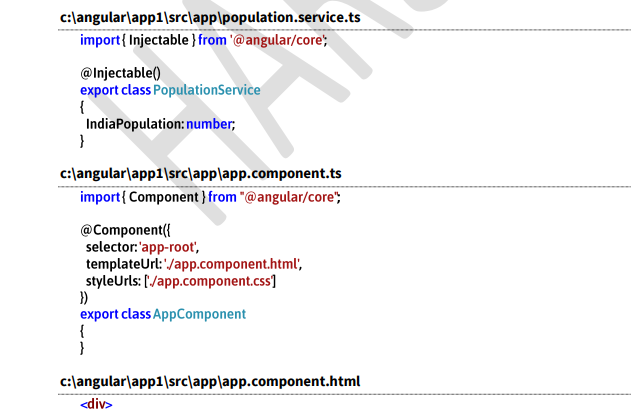 c:\angular\app1\src\app\population.service.ts
import { Injectable } from '@angular/core';
@Injectable()
export class PopulationService
{
IndiaPopulation: number;
}
c:\angular\app1\src\app\app.component.ts
import { Component } from "@angular/core";
@Component({
selector: 'app-root',
templateUrl: './app.component.html',
styleUrls: ['./app.component.css']
})
export class AppComponent
{
}
c:\angular\app1\src\app\app.component.html
<div>